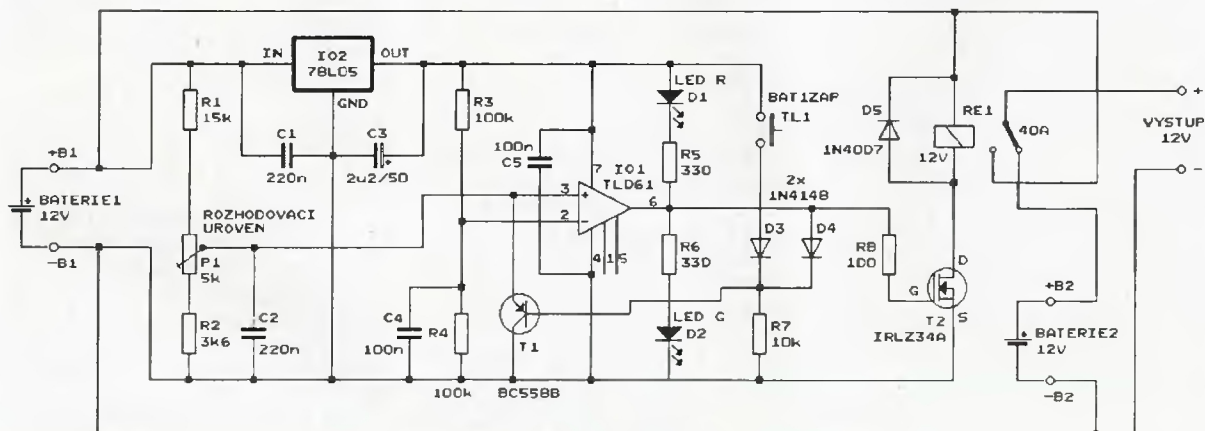 IN
IO2
78L05
OUT
GND
R1
15k
C1
220n
C3
+
2u2/50
R3
100k
100n
C5
7
IO1
TL061
3
+
2
-
6
4
1
5
LED R
D1
R5
330
BAT1ZAP
TL1
2x
1N4148
D3
D4
R6
330
LED G
D2
R7
10k
R8
100
D5
1N4007
RE1
12V
40A
+
VYSTUP
12V
-
+B1
+
BATERIE1
12V
-B1
ROZHODOVACI
UROVEN
P1
5k
R2
3k6
C2
220n
C4
100n
R4
100k
T1
BC558B
D
G
S
T2
IRLZ34A
+B2
+
BATERIE2
12V
-B2